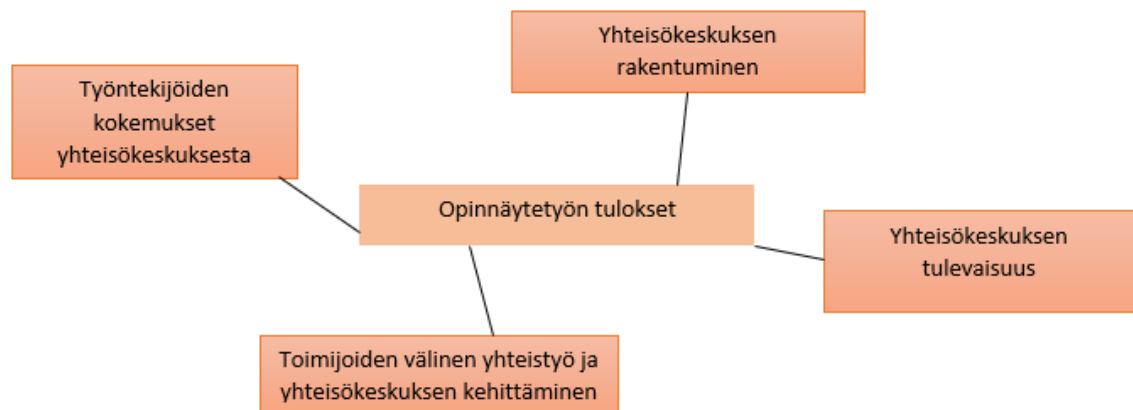 Yhteisökeskuksen
rakentuminen
Työntekijöiden
kokemukset
yhteisökeskuksesta
Opinnäytetyön tulokset
Yhteisökeskuksen
tulevaisuus
Toimijoiden välinen yhteistyö ja
yhteisökeskuksen kehittäminen